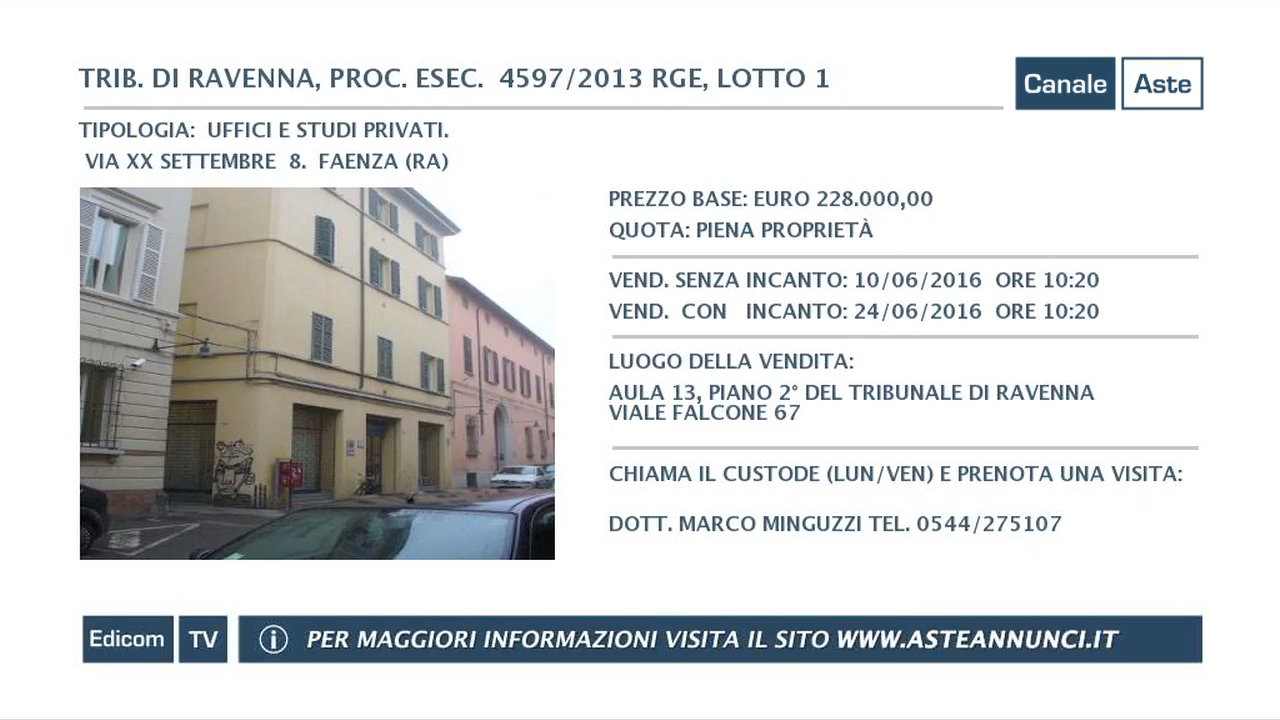 TRIB. DI RAVENNA, PROC. ESEC.  4597/2013 RGE, LOTTO 1
Canale Aste
TIPOLOGIA:  UFFICI E STUDI PRIVATI.
VIA XX SETTEMBRE  8.  FAENZA (RA)
PREZZO BASE: EURO 228.000,00
QUOTA: PIENA PROPRIETÀ
VEND. SENZA INCANTO: 10/06/2016  ORE 10:20
VEND.  CON   INCANTO: 24/06/2016  ORE 10:20
LUOGO DELLA VENDITA:
AULA 13, PIANO 2° DEL TRIBUNALE DI RAVENNA
VIALE FALCONE 67
CHIAMA IL CUSTODE (LUN/VEN) E PRENOTA UNA VISITA:
DOTT. MARCO MINGUZZI TEL. 0544/275107
Edicom TV
PER MAGGIORI INFORMAZIONI VISITA IL SITO WWW.ASTEANNUNCI.IT